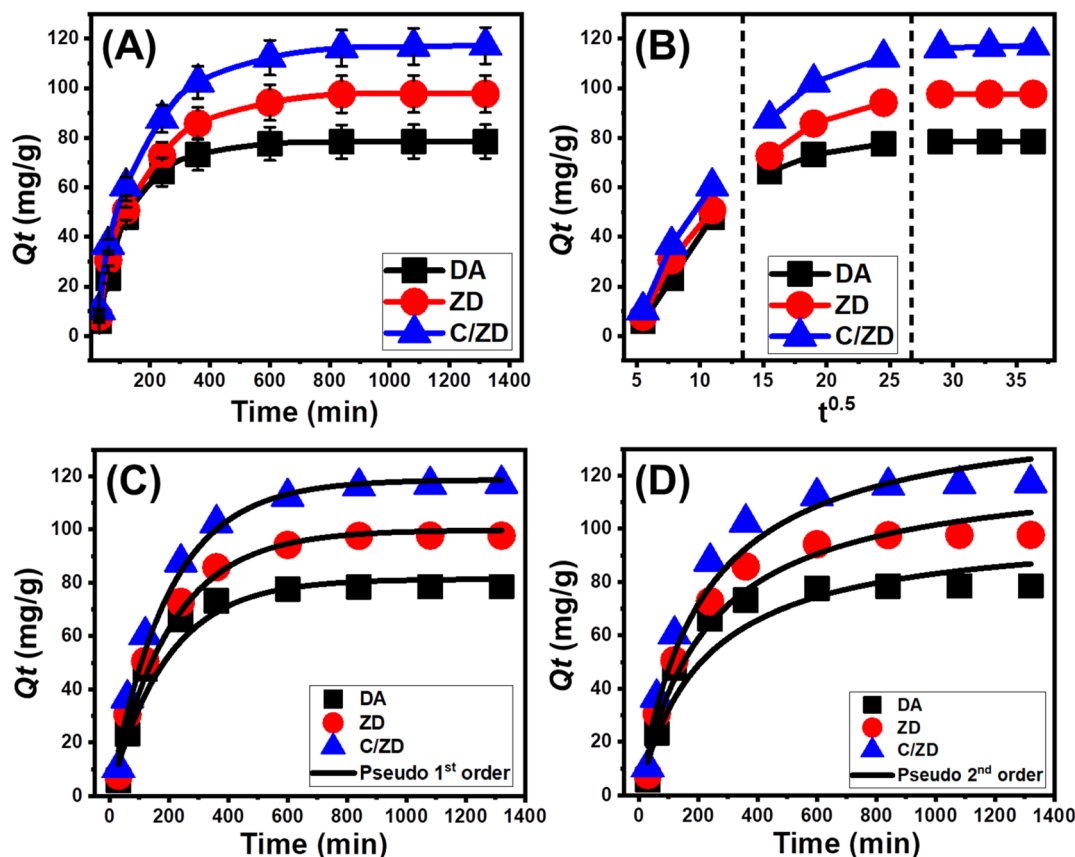 (A)
Qt (mg/g)
120
100
80
60
40
20
0
DA
ZD
C/ZD
200 400 600 800 1000 1200 1400
Time (min)
(B)
Qt (mg/g)
120
100
80
60
40
20
0
DA
ZD
C/ZD
5 10 15 20 25 30 35
t^0.5
(C)
Qt (mg/g)
120
100
80
60
40
20
0
DA
ZD
C/ZD
Pseudo 1st order
0 200 400 600 800 1000 1200 1400
Time (min)
(D)
Qt (mg/g)
120
100
80
60
40
20
0
DA
ZD
C/ZD
Pseudo 2nd order
0 200 400 600 800 1000 1200 1400
Time (min)